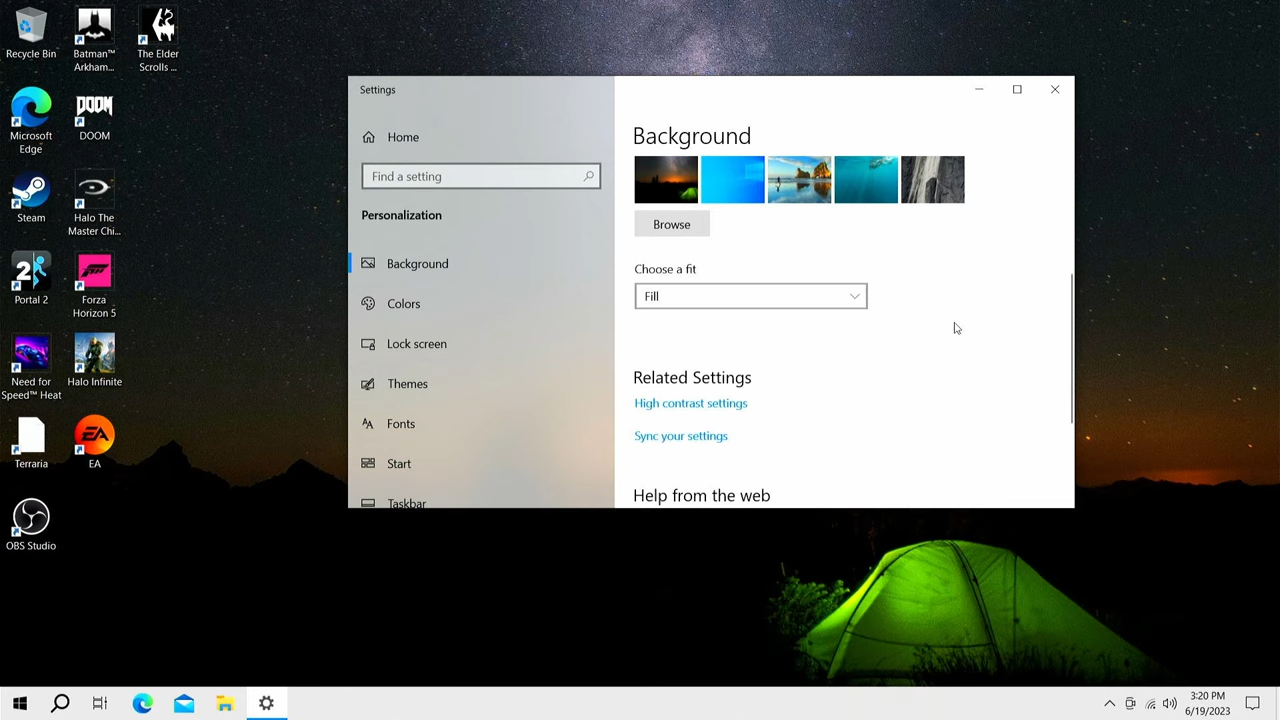 Recycle Bin
Batman™
Arkham...
The Elder
Scrolls ...
Microsoft
Edge
DOOM
DOOM
Steam
Halo The
Master Chi...
2
Portal 2
Forza
Horizon 5
Need for
Speed™ Heat
Halo Infinite
Terraria
EA
EA
OBS Studio
Settings
Home
Find a setting
Personalization
Background
Colors
Lock screen
Themes
Fonts
Start
Taskbar
Background
Browse
Choose a fit
Fill
Related Settings
High contrast settings
Sync your settings
Help from the web
3:20 PM
6/19/2023